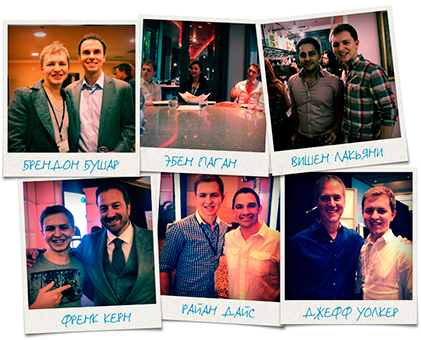 БРЕНДОН БУШАР
ЭБЕН ПАГАН
ВИШЕН ЛАКЬЯНИ
ФРЕНК КЕРН
РАЙАН ДАЙС
ДЖЕФФ УОЛКЕР